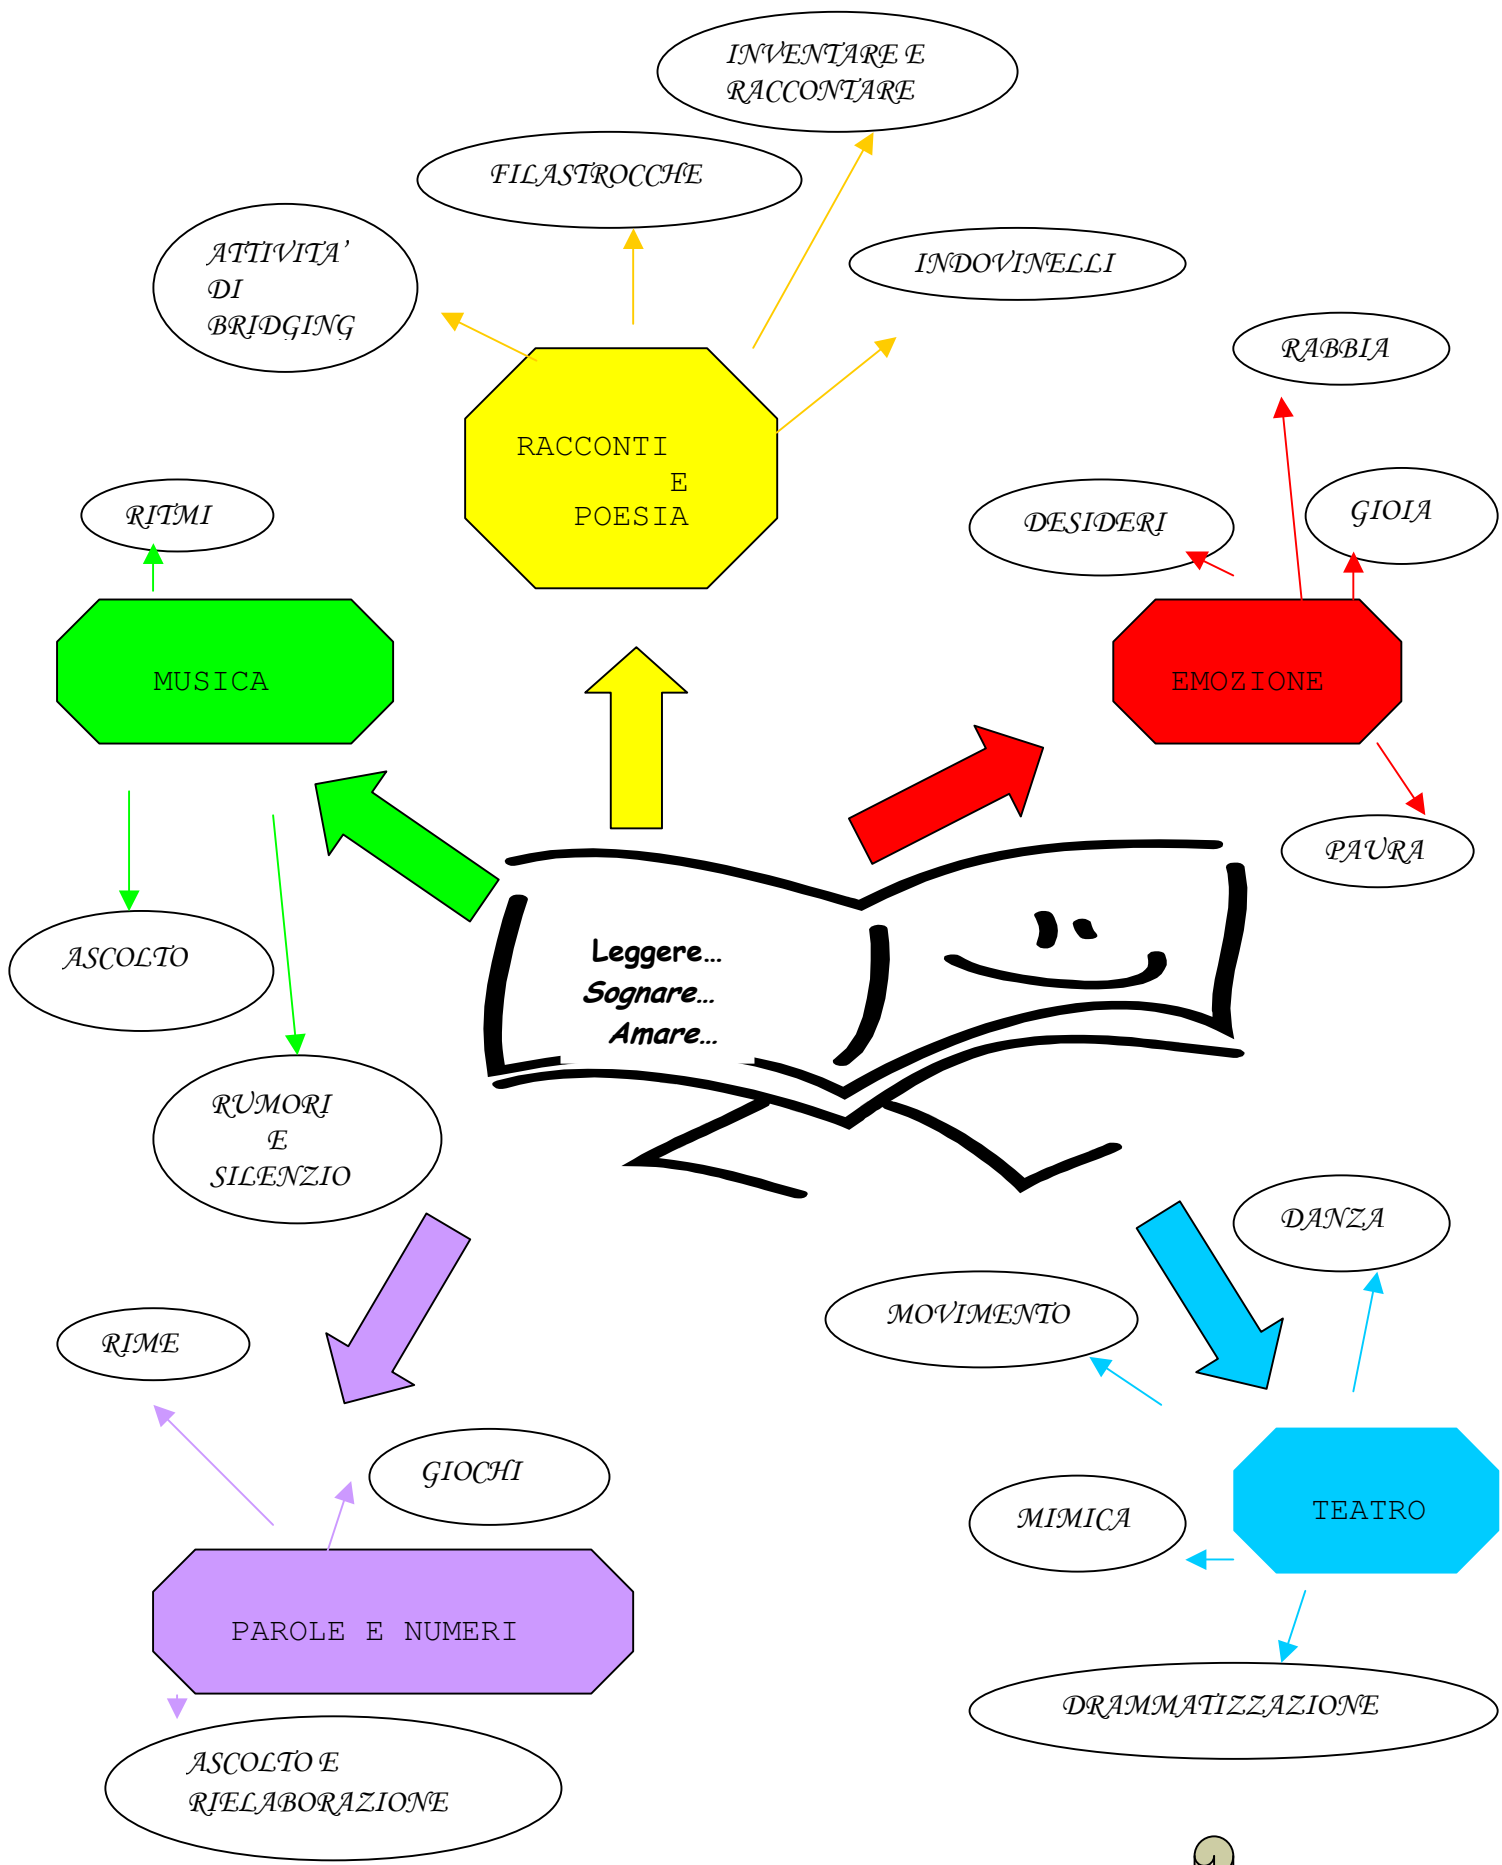 INVENTARE E
RACCONTARE
FILASTROCCHE
ATTIVITA’
DI
BRIDGING
INDOVINELLI
RABBIA
RACCONTI
E
POESIA
RITMI
DESIDERI
GIOIA
MUSICA
EMOZIONE
PAURA
ASCOLTO
Leggere…
Sognare…
Amare…
RUMORI
E
SILENZIO
DANZA
MOVIMENTO
RIME
GIOCHI
MIMICA
TEATRO
PAROLE E NUMERI
DRAMMATIZZAZIONE
ASCOLTO E
RIELABORAZIONE